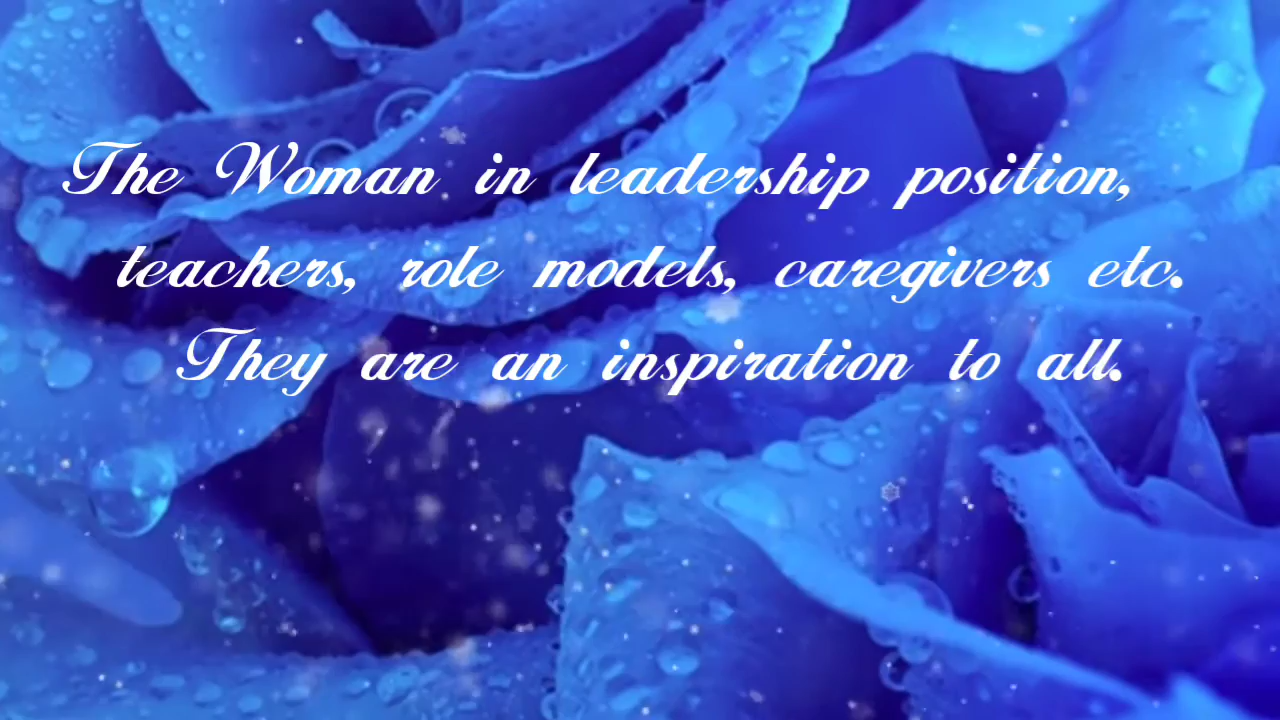 The Woman in leadership position,
teachers, role models, caregivers etc.
They are an inspiration to all.